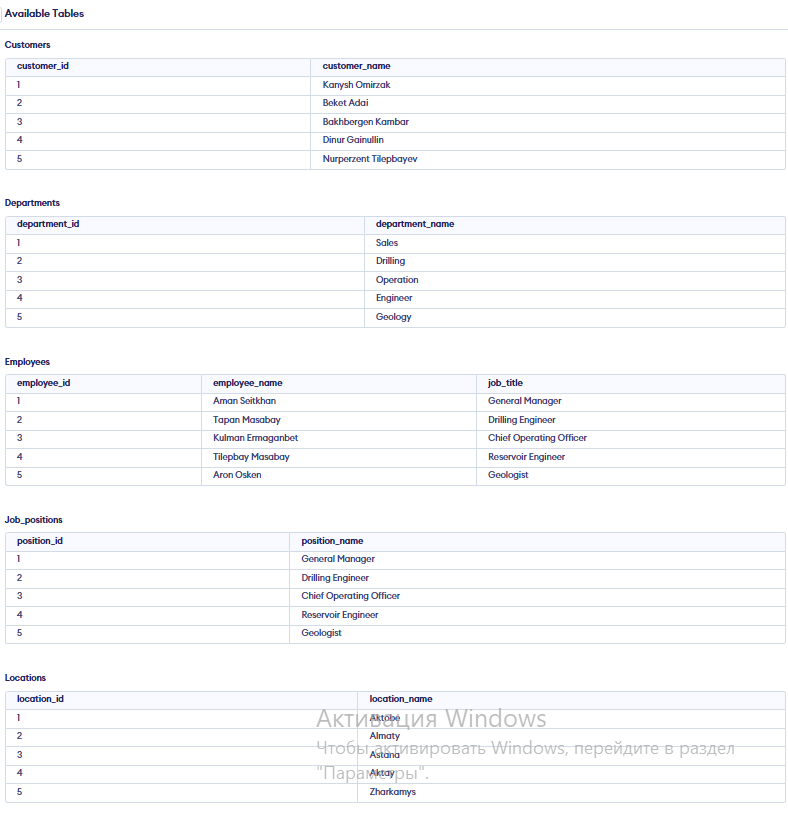 Available Tables
Customers
customer_id customer_name
1 Kanysh Omirzak
2 Beket Adai
3 Bakhbergen Kambar
4 Dinur Gainullin
5 Nurperzent Tilepbayev
Departments
department_id department_name
1 Sales
2 Drilling
3 Operation
4 Engineer
5 Geology
Employees
employee_id employee_name job_title
1 Aman Seitkhan General Manager
2 Tapan Masabay Drilling Engineer
3 Kulman Ermaganbet Chief Operating Officer
4 Tilepbay Masabay Reservoir Engineer
5 Aron Osken Geologist
Job_positions
position_id position_name
1 General Manager
2 Drilling Engineer
3 Chief Operating Officer
4 Reservoir Engineer
5 Geologist
Locations
location_id location_name
1 Aktobe
2 Almaty
3 Astana
4 Aktay
5 Zharkamys
Активация Windows
Чтобы активировать Windows, перейдите в раздел
"Параметры".